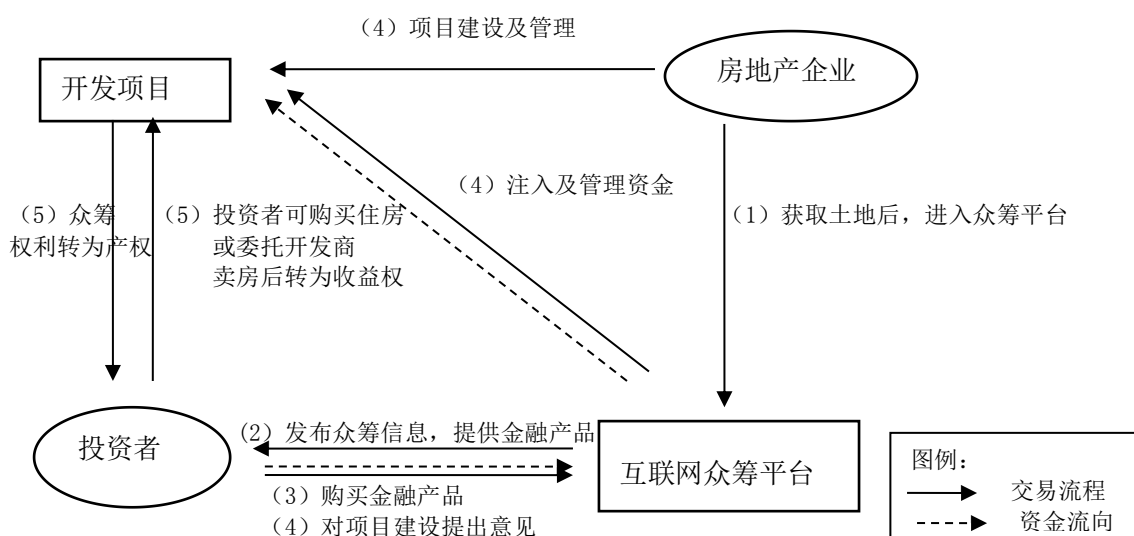 （4）项目建设及管理
房地产企业
开发项目
（4）注入及管理资金
（1）获取土地后，进入众筹平台
（5）众筹
权利转为产权
（5）投资者可购买住房
或委托开发商
卖房后转为收益权
投资者
(2）发布众筹信息，提供金融产品
互联网众筹平台
（3）购买金融产品
（4）对项目建设提出意见
图例：
交易流程
资金流向